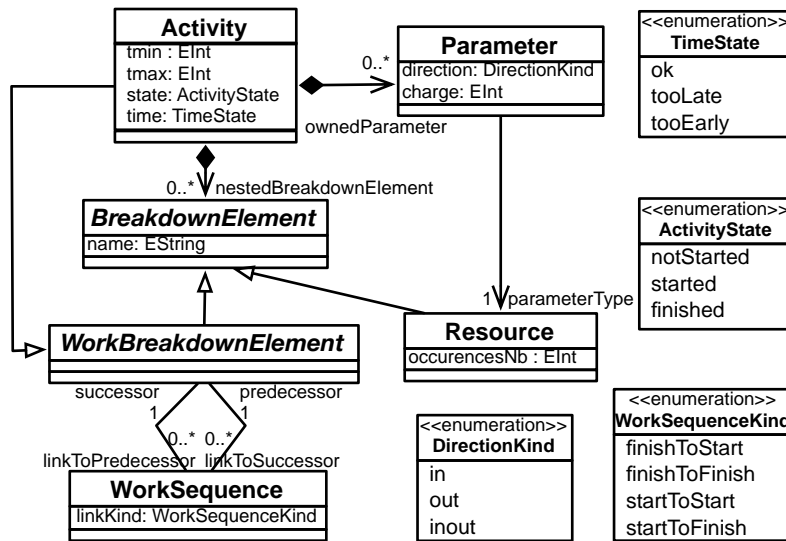 Activity
tmin : EInt
tmax: EInt
state: ActivityState
time: TimeState
0..*
ownedParameter
Parameter
direction: DirectionKind
charge: EInt
<<enumeration>>
TimeState
ok
tooLate
tooEarly
0..*
nestedBreakdownElement
BreakdownElement
name: EString
<<enumeration>>
ActivityState
notStarted
started
finished
1
parameterType
Resource
occurencesNb : EInt
WorkBreakdownElement
successor
predecessor
1
1
0..*
0..*
linkToPredecessor
linkToSuccessor
WorkSequence
linkKind: WorkSequenceKind
<<enumeration>>
DirectionKind
in
out
inout
<<enumeration>>
WorkSequenceKind
finishToStart
finishToFinish
startToStart
startToFinish